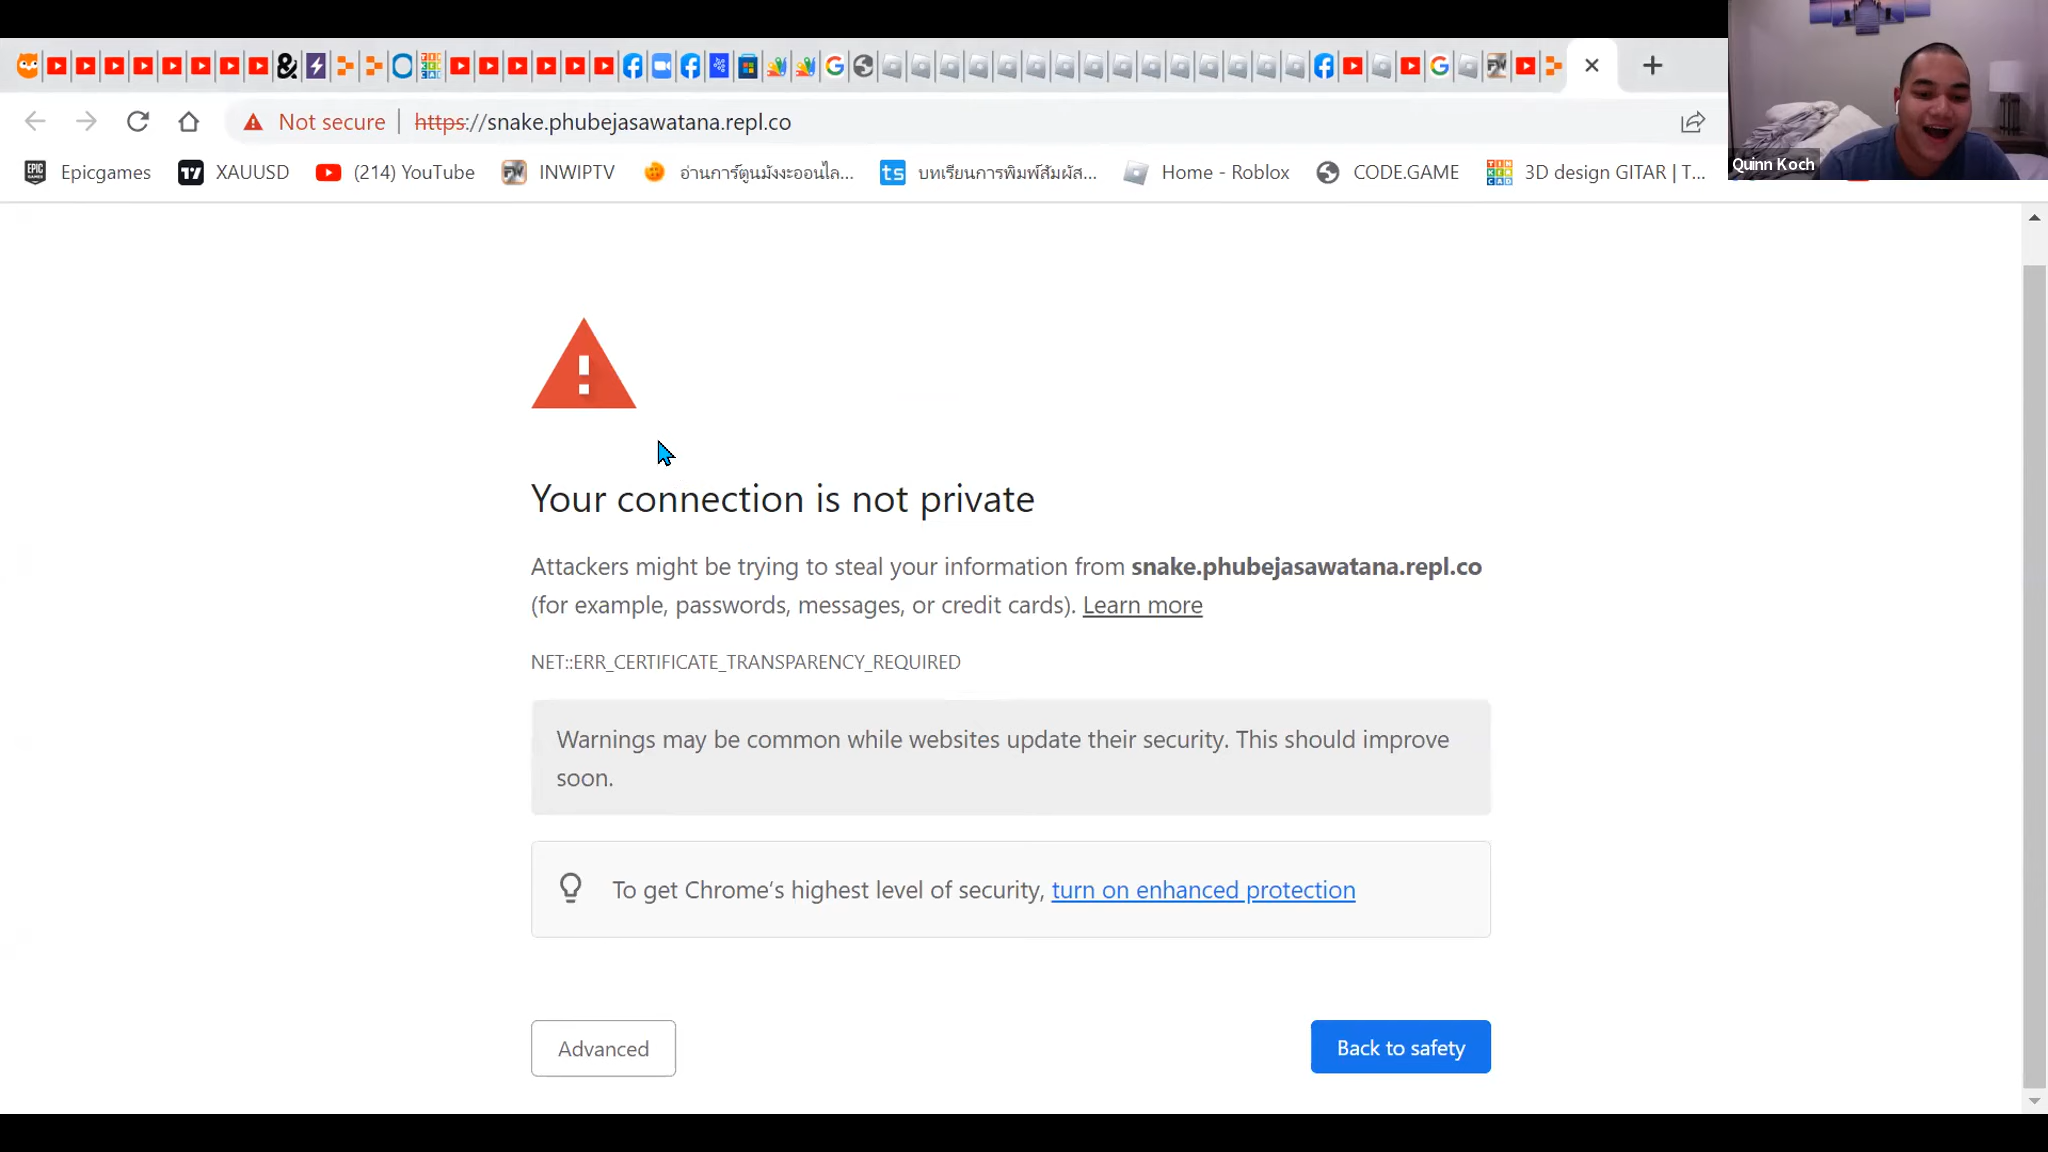 Not secure | https://snake.phubejasawatana.repl.co
Epicgames XAUUSD (214) YouTube INWIPTV อ่านการ์ตูนมังงะออนไล... บทเรียนการพิมพ์สัมผัส... Home - Roblox CODE.GAME 3D design GITAR | T...
Quinn Koch
Your connection is not private
Attackers might be trying to steal your information from snake.phubejasawatana.repl.co
(for example, passwords, messages, or credit cards). Learn more
NET::ERR_CERTIFICATE_TRANSPARENCY_REQUIRED
Warnings may be common while websites update their security. This should improve
soon.
To get Chrome's highest level of security, turn on enhanced protection
Advanced
Back to safety